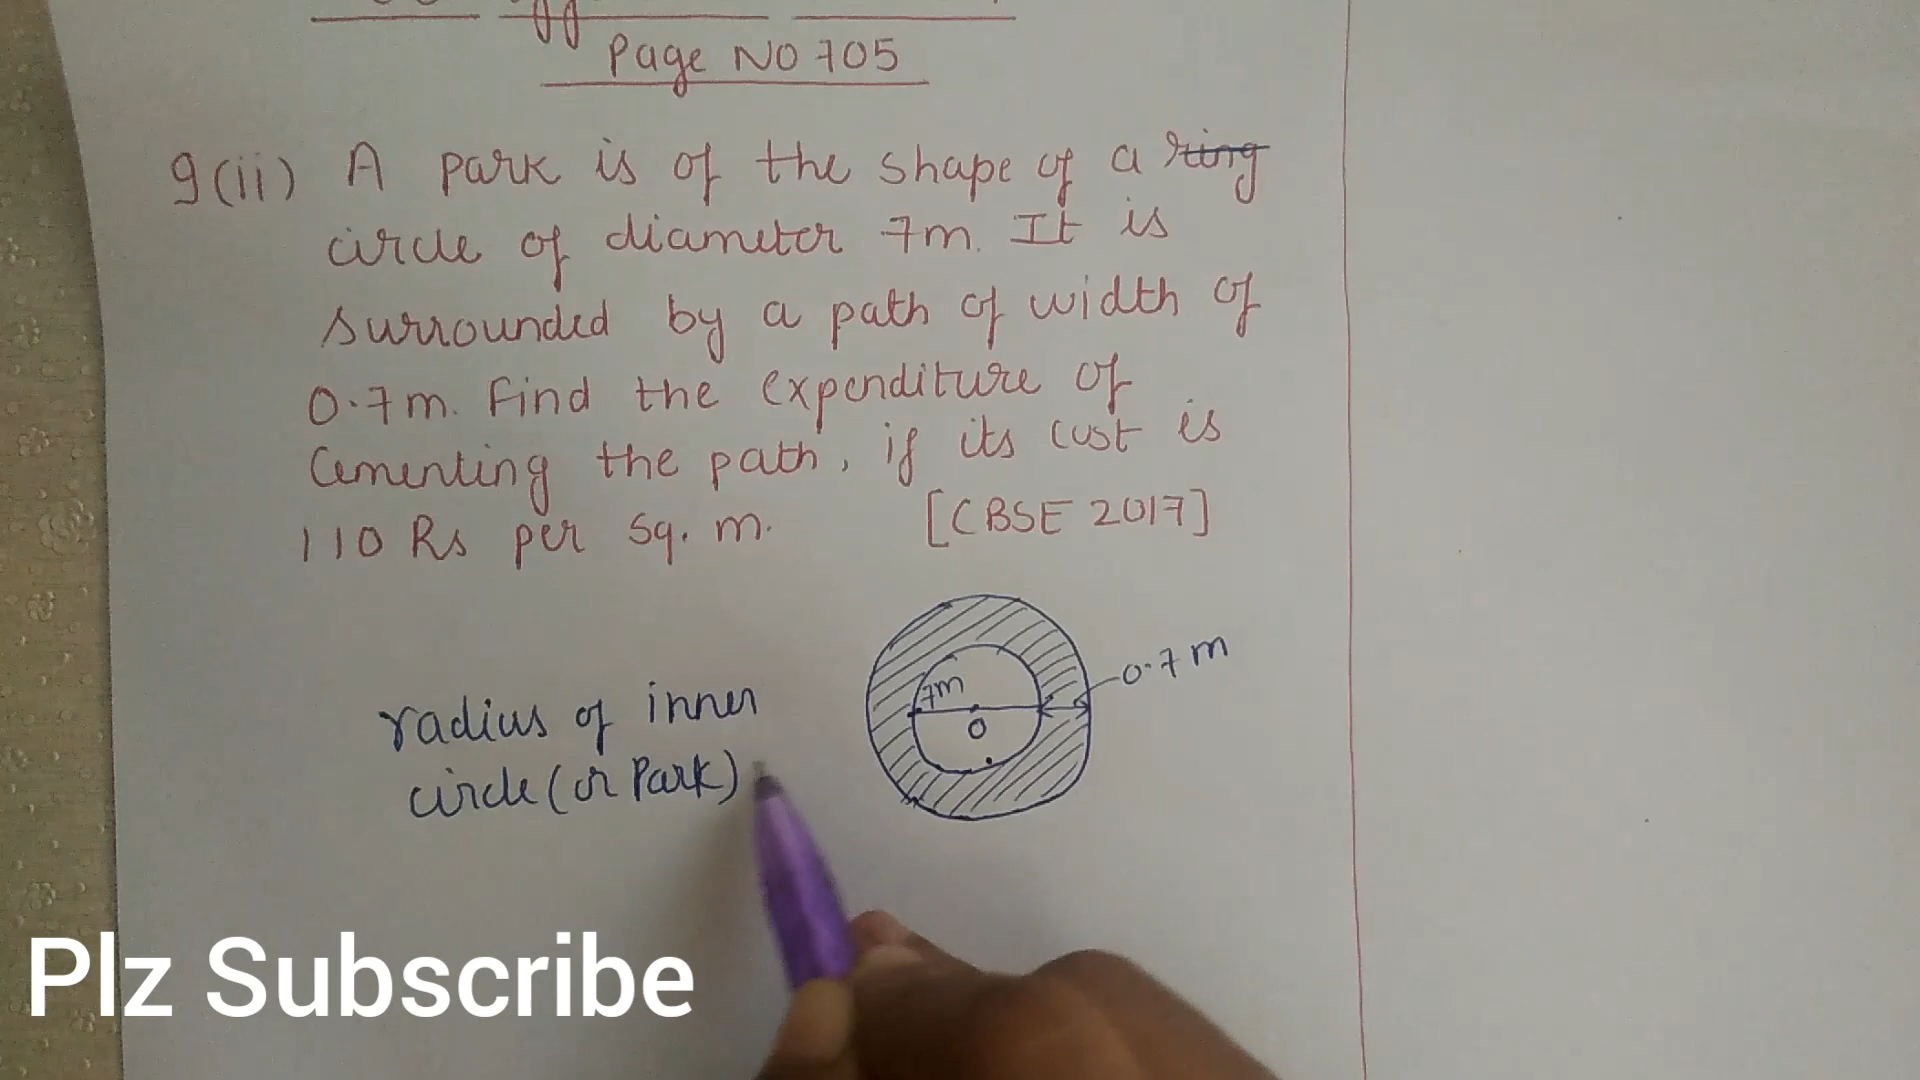 Page No 705
9(ii) A park is of the shape of a ring
circle of diameter 7m. It is
surrounded by a path of width of
0.7m. Find the expenditure of
Cementing the path, if its cost is
110 Rs per sq. m. [CBSE 2017]
7m
0.7 m
O
radius of inner
circle (or Park)
Plz Subscribe